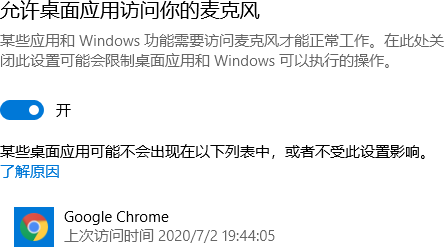 允许桌面应用访问你的麦克风
某些应用和 Windows 功能需要访问麦克风才能正常工作。在此处关
闭此设置可能会限制桌面应用和 Windows 可以执行的操作。
开
某些桌面应用可能不会出现在以下列表中，或者不受此设置影响。
了解原因
Google Chrome
上次访问时间 2020/7/2 19:44:05